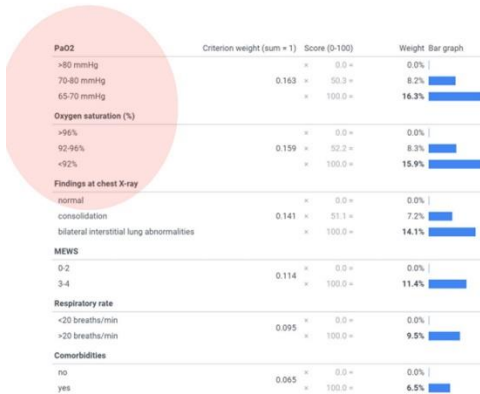 PaO2 Criterion weight (sum = 1) Score (0-100) Weight Bar graph
>80 mmHg × 0.0 = 0.0%
70-80 mmHg 0.163 × 50.3 = 8.2%
65-70 mmHg × 100.0 = 16.3%
Oxygen saturation (%)
>96% × 0.0 = 0.0%
92-96% 0.159 × 52.2 = 8.3%
<92% × 100.0 = 15.9%
Findings at chest X-ray
normal × 0.0 = 0.0%
consolidation 0.141 × 51.1 = 7.2%
bilateral interstitial lung abnormalities × 100.0 = 14.1%
MEWS
0-2 × 0.0 = 0.0%
0.114
3-4 × 100.0 = 11.4%
Respiratory rate
<20 breaths/min × 0.0 = 0.0%
0.095
>20 breaths/min × 100.0 = 9.5%
Comorbidities
no × 0.0 = 0.0%
0.065
yes × 100.0 = 6.5%